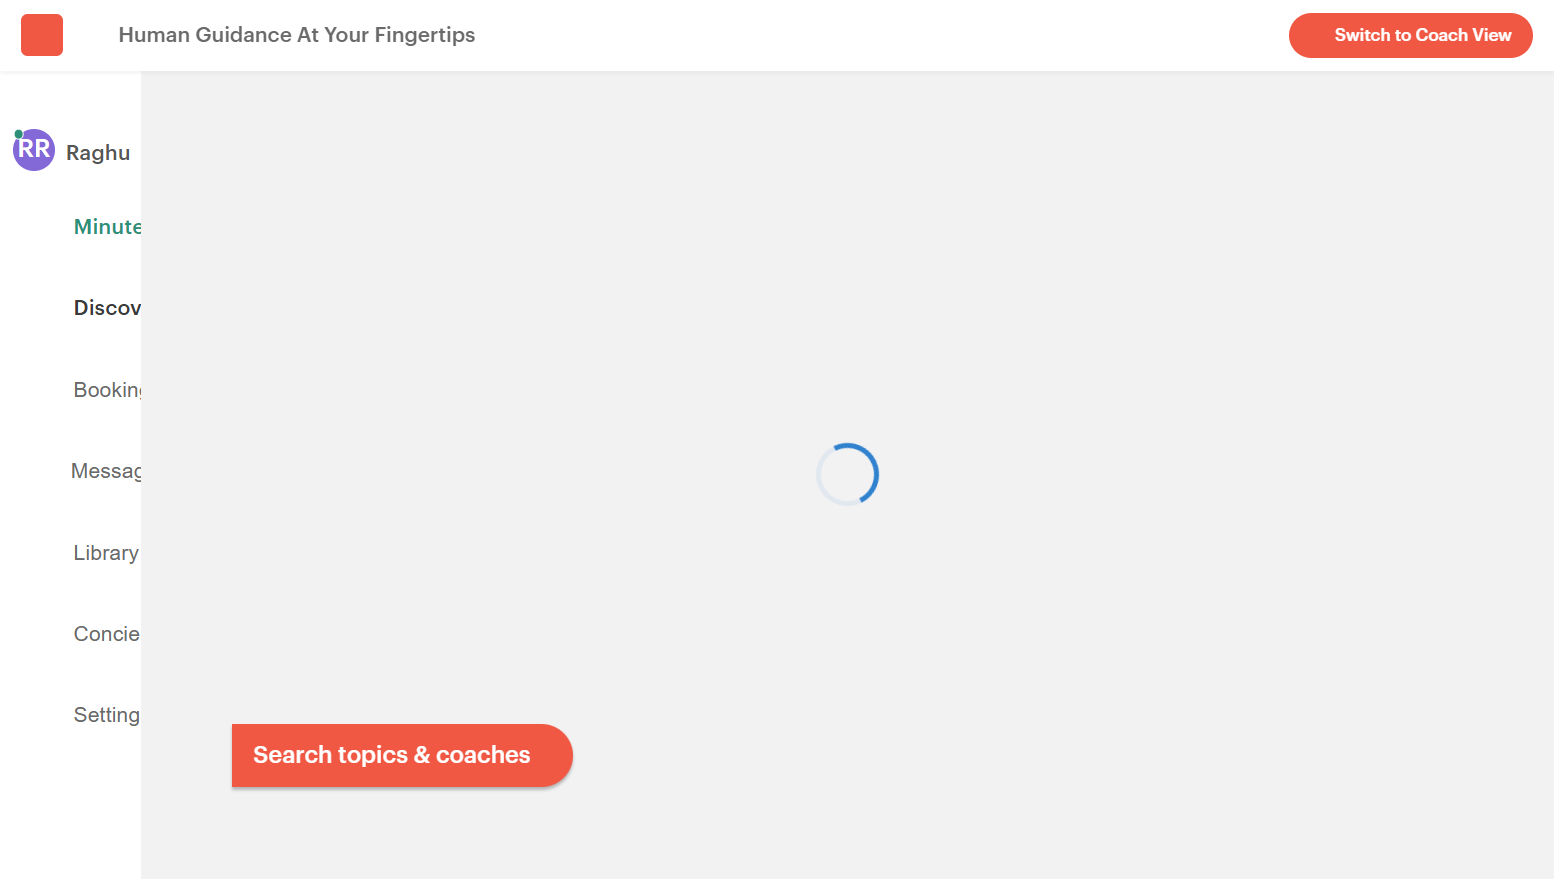 Human Guidance At Your Fingertips
Switch to Coach View
RR
Raghu
Minute
Discov
Booking
Messag
Library
Concie
Setting
Search topics & coaches